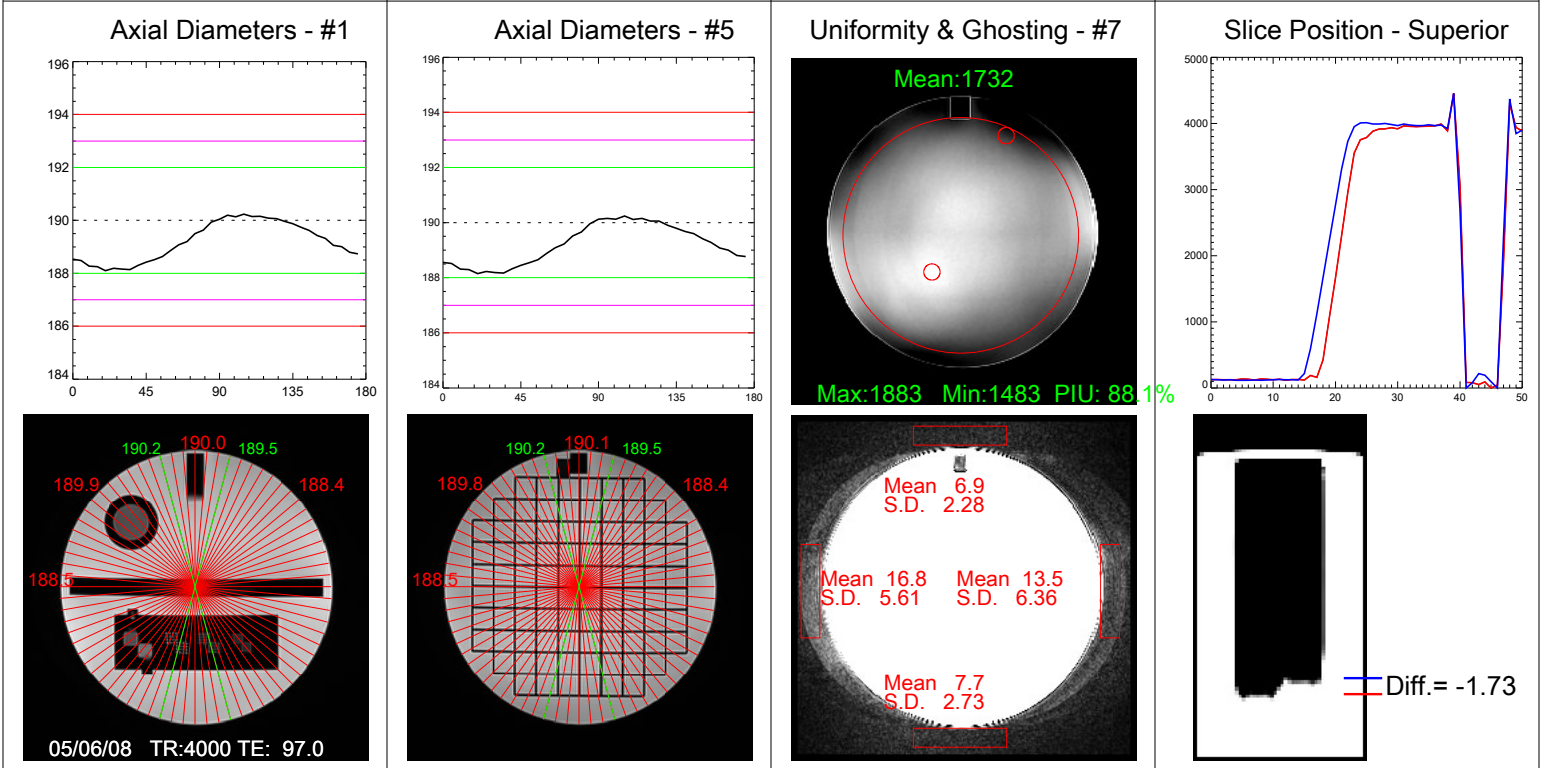 Axial Diameters - #1
Axial Diameters - #5
Uniformity & Ghosting - #7
Slice Position - Superior
196
194
192
190
188
186
184
0 45 90 135 180
196
194
192
190
188
186
184
0 45 90 135 180
Mean:1732
Max:1883 Min:1483 PIU: 88.1%
5000
4000
3000
2000
1000
0
0 10 20 30 40 50
190.2 190.0 189.5
189.9 188.4
188.5
05/06/08 TR:4000 TE: 97.0
190.2 190.1 189.5
189.8 188.4
188.5
Mean 6.9
S.D. 2.28
Mean 16.8 Mean 13.5
S.D. 5.61 S.D. 6.36
Mean 7.7
S.D. 2.73
Diff.= -1.73